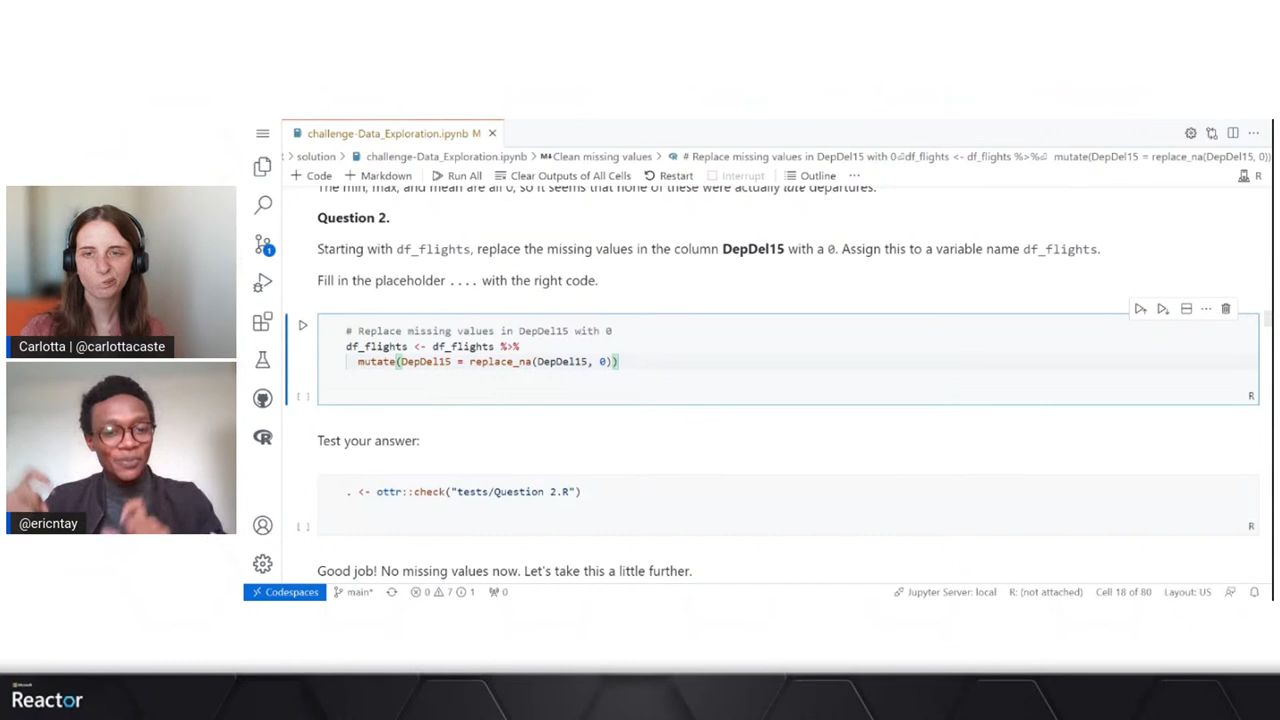 challenge-Data_Exploration.ipynb M
solution > challenge-Data_Exploration.ipynb > Clean missing values > # Replace missing values in DepDel15 with 0 df_flights <- df_flights %>% mutate(DepDel15 = replace_na(DepDel15, 0))
+ Code + Markdown Run All Clear Outputs of All Cells Restart Interrupt Outline ... R
The min, max, and mean are all 0, so it seems that none of these were actually late departures.
Question 2.
Starting with df_flights, replace the missing values in the column DepDel15 with a 0. Assign this to a variable name df_flights.
Fill in the placeholder .... with the right code.
# Replace missing values in DepDel15 with 0
df_flights <- df_flights %>%
mutate(DepDel15 = replace_na(DepDel15, 0))
[ ] R
Test your answer:
. <- ottr::check("tests/Question 2.R")
[ ] R
Good job! No missing values now. Let's take this a little further.
1
Codespaces main* 0 7 1 0 Jupyter Server: local R: (not attached) Cell 18 of 80 Layout: US
Carlotta | @carlottacaste
@ericntay
Microsoft
Reactor